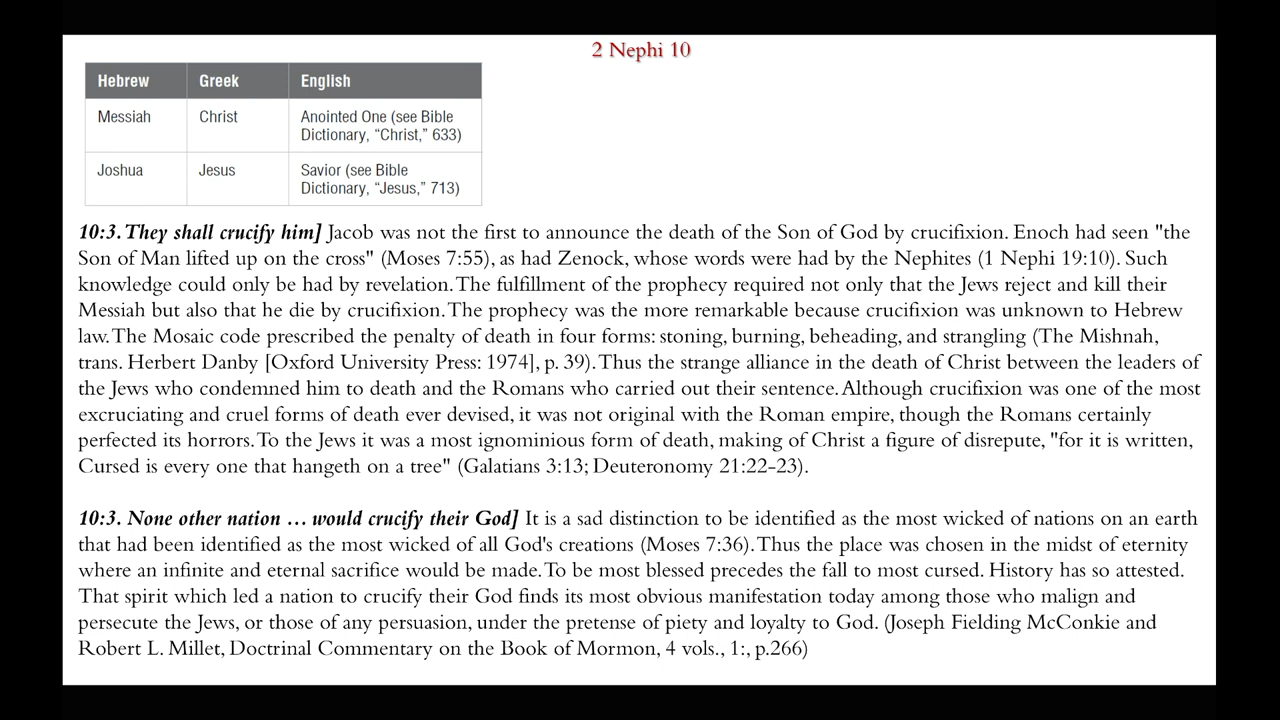 2 Nephi 10
Hebrew Greek English
Messiah Christ Anointed One (see Bible
Dictionary, “Christ,” 633)
Joshua Jesus Savior (see Bible
Dictionary, “Jesus,” 713)
10:3. They shall crucify him] Jacob was not the first to announce the death of the Son of God by crucifixion. Enoch had seen "the
Son of Man lifted up on the cross" (Moses 7:55), as had Zenock, whose words were had by the Nephites (1 Nephi 19:10). Such
knowledge could only be had by revelation. The fulfillment of the prophecy required not only that the Jews reject and kill their
Messiah but also that he die by crucifixion. The prophecy was the more remarkable because crucifixion was unknown to Hebrew
law. The Mosaic code prescribed the penalty of death in four forms: stoning, burning, beheading, and strangling (The Mishnah,
trans. Herbert Danby [Oxford University Press: 1974], p. 39). Thus the strange alliance in the death of Christ between the leaders of
the Jews who condemned him to death and the Romans who carried out their sentence. Although crucifixion was one of the most
excruciating and cruel forms of death ever devised, it was not original with the Roman empire, though the Romans certainly
perfected its horrors. To the Jews it was a most ignominious form of death, making of Christ a figure of disrepute, "for it is written,
Cursed is every one that hangeth on a tree" (Galatians 3:13; Deuteronomy 21:22-23).
10:3. None other nation … would crucify their God] It is a sad distinction to be identified as the most wicked of nations on an earth
that had been identified as the most wicked of all God's creations (Moses 7:36). Thus the place was chosen in the midst of eternity
where an infinite and eternal sacrifice would be made. To be most blessed precedes the fall to most cursed. History has so attested.
That spirit which led a nation to crucify their God finds its most obvious manifestation today among those who malign and
persecute the Jews, or those of any persuasion, under the pretense of piety and loyalty to God. (Joseph Fielding McConkie and
Robert L. Millet, Doctrinal Commentary on the Book of Mormon, 4 vols., 1:, p.266)